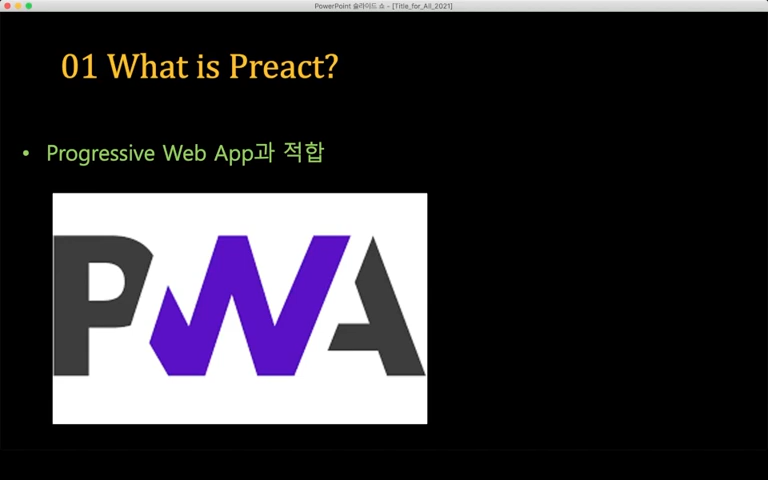 PowerPoint 슬라이드 쇼 - [Title_for_All_2021]
01 What is Preact?
• Progressive Web App과 적합
PWA